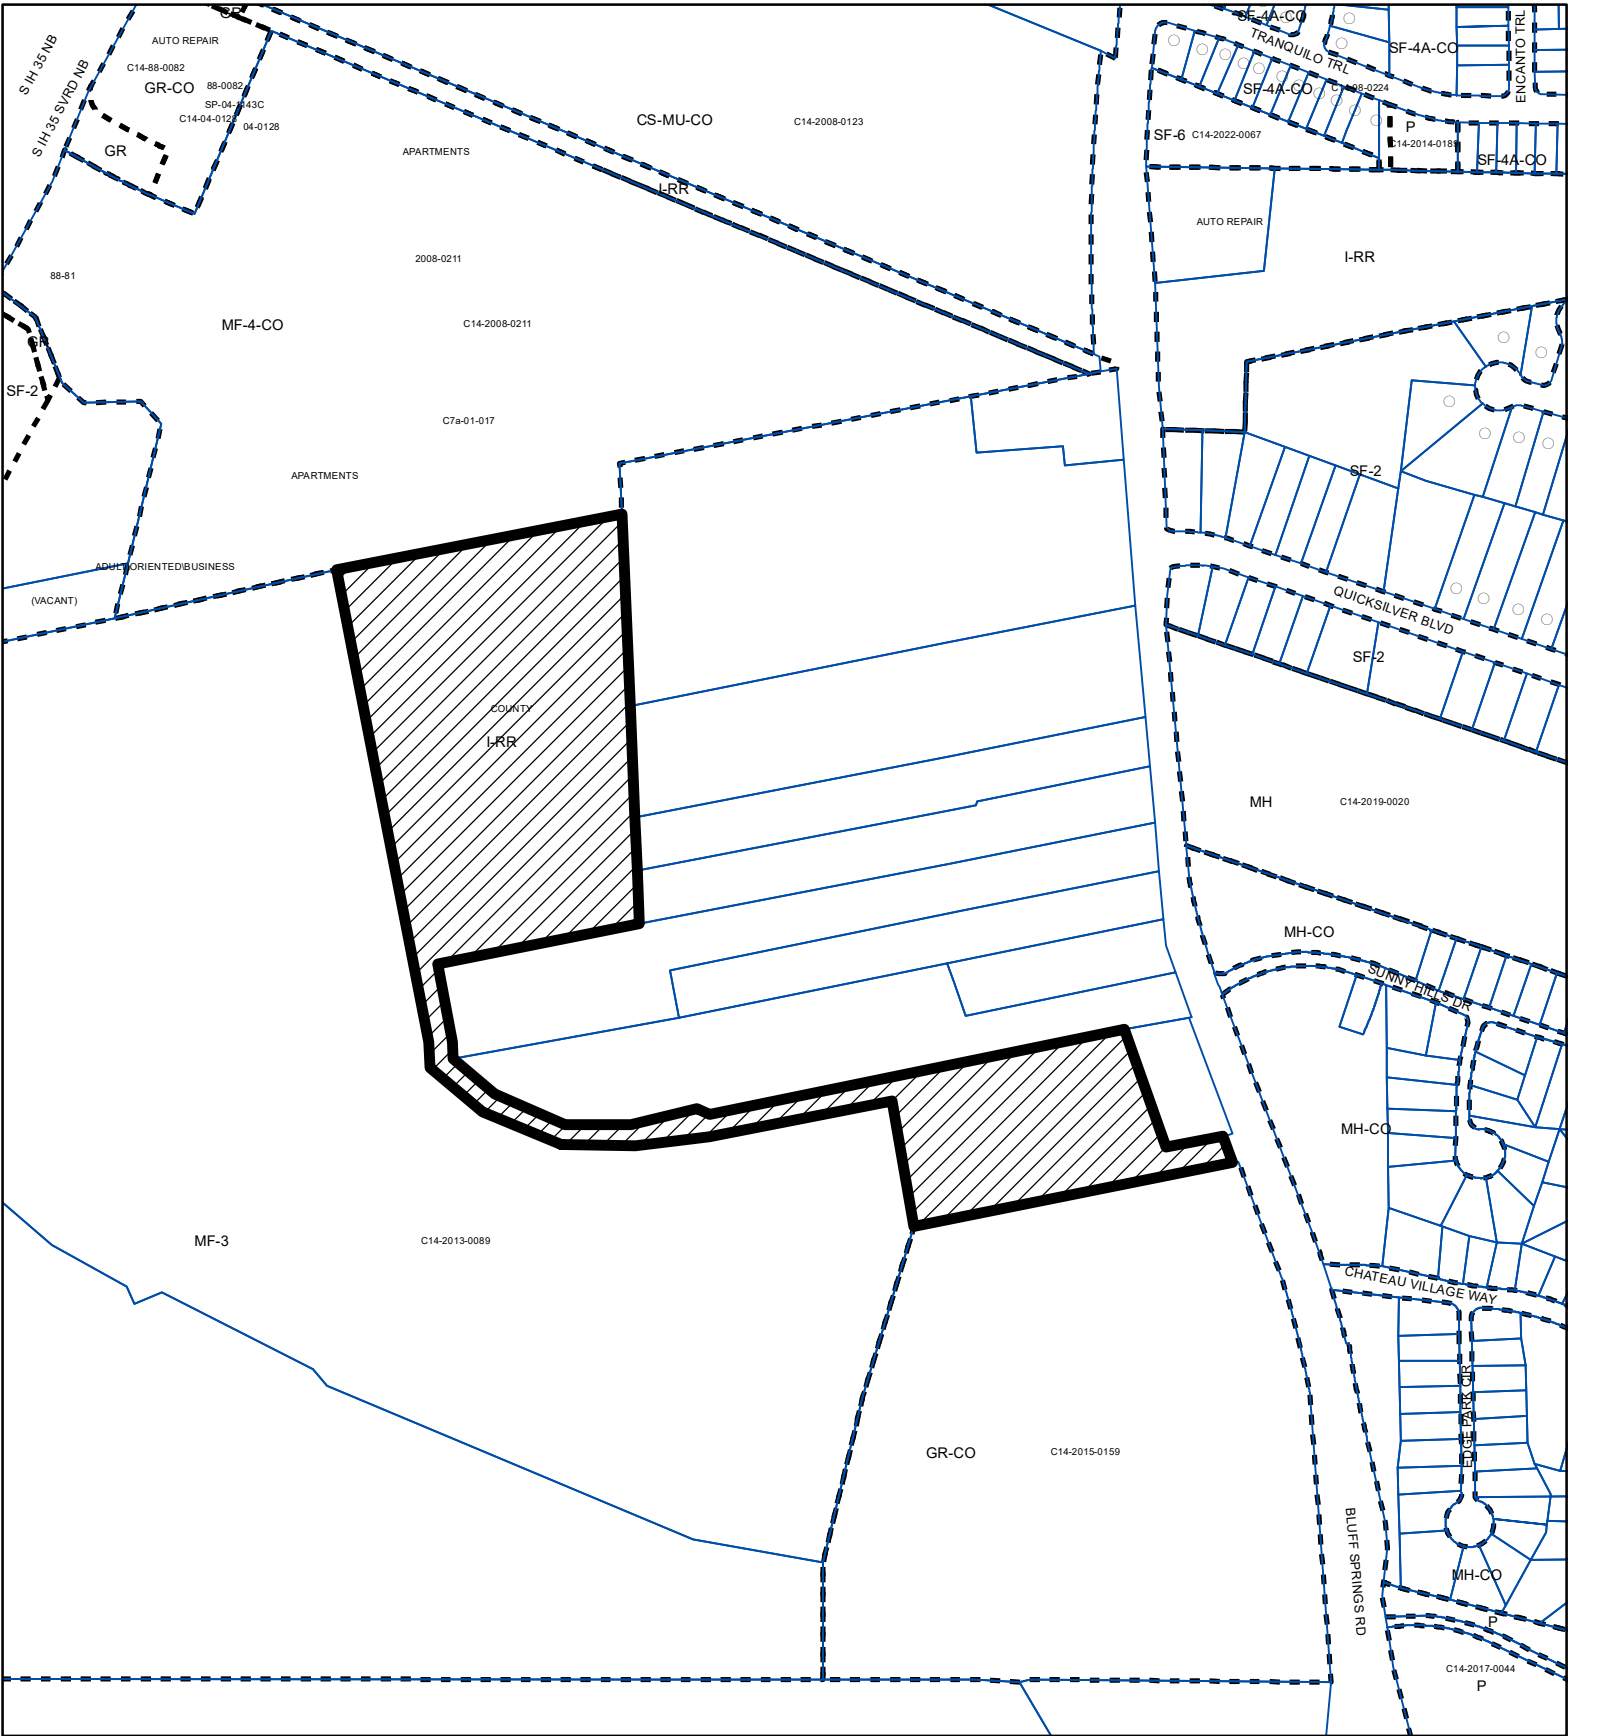 GR
SF-4A-CO
TRANQUILO TRL
SF-4A-CO
ENCANTO TRL
S IH 35 NB
AUTO REPAIR
C14-88-0082
GR-CO
88-0082
SF-4A-CO
S IH 35 SVRD NB
SP-04-1143C
04-0128
CS-MU-CO
C14-2008-0123
P
SF-6
C14-2022-0067
SF-4A-CO
GR
APARTMENTS
I-RR
AUTO REPAIR
I-RR
2008-0211
88-81
MF-4-CO
C14-2008-0211
GR
SF-2
C7a-01-017
APARTMENTS
SF-2
ADULT ORIENTED\BUSINESS
(VACANT)
QUICKSILVER BLVD
SF-2
COUNTY
I-RR
MH
C14-2019-0020
MH-CO
SUNNY HILLS DR
MH-CO
MF-3
C14-2013-0089
CHATEAU VILLAGE WAY
EDGE PARK CIR
GR-CO
C14-2015-0159
BLUFF SPRINGS RD
MH-CO
P
C14-2017-0044
P